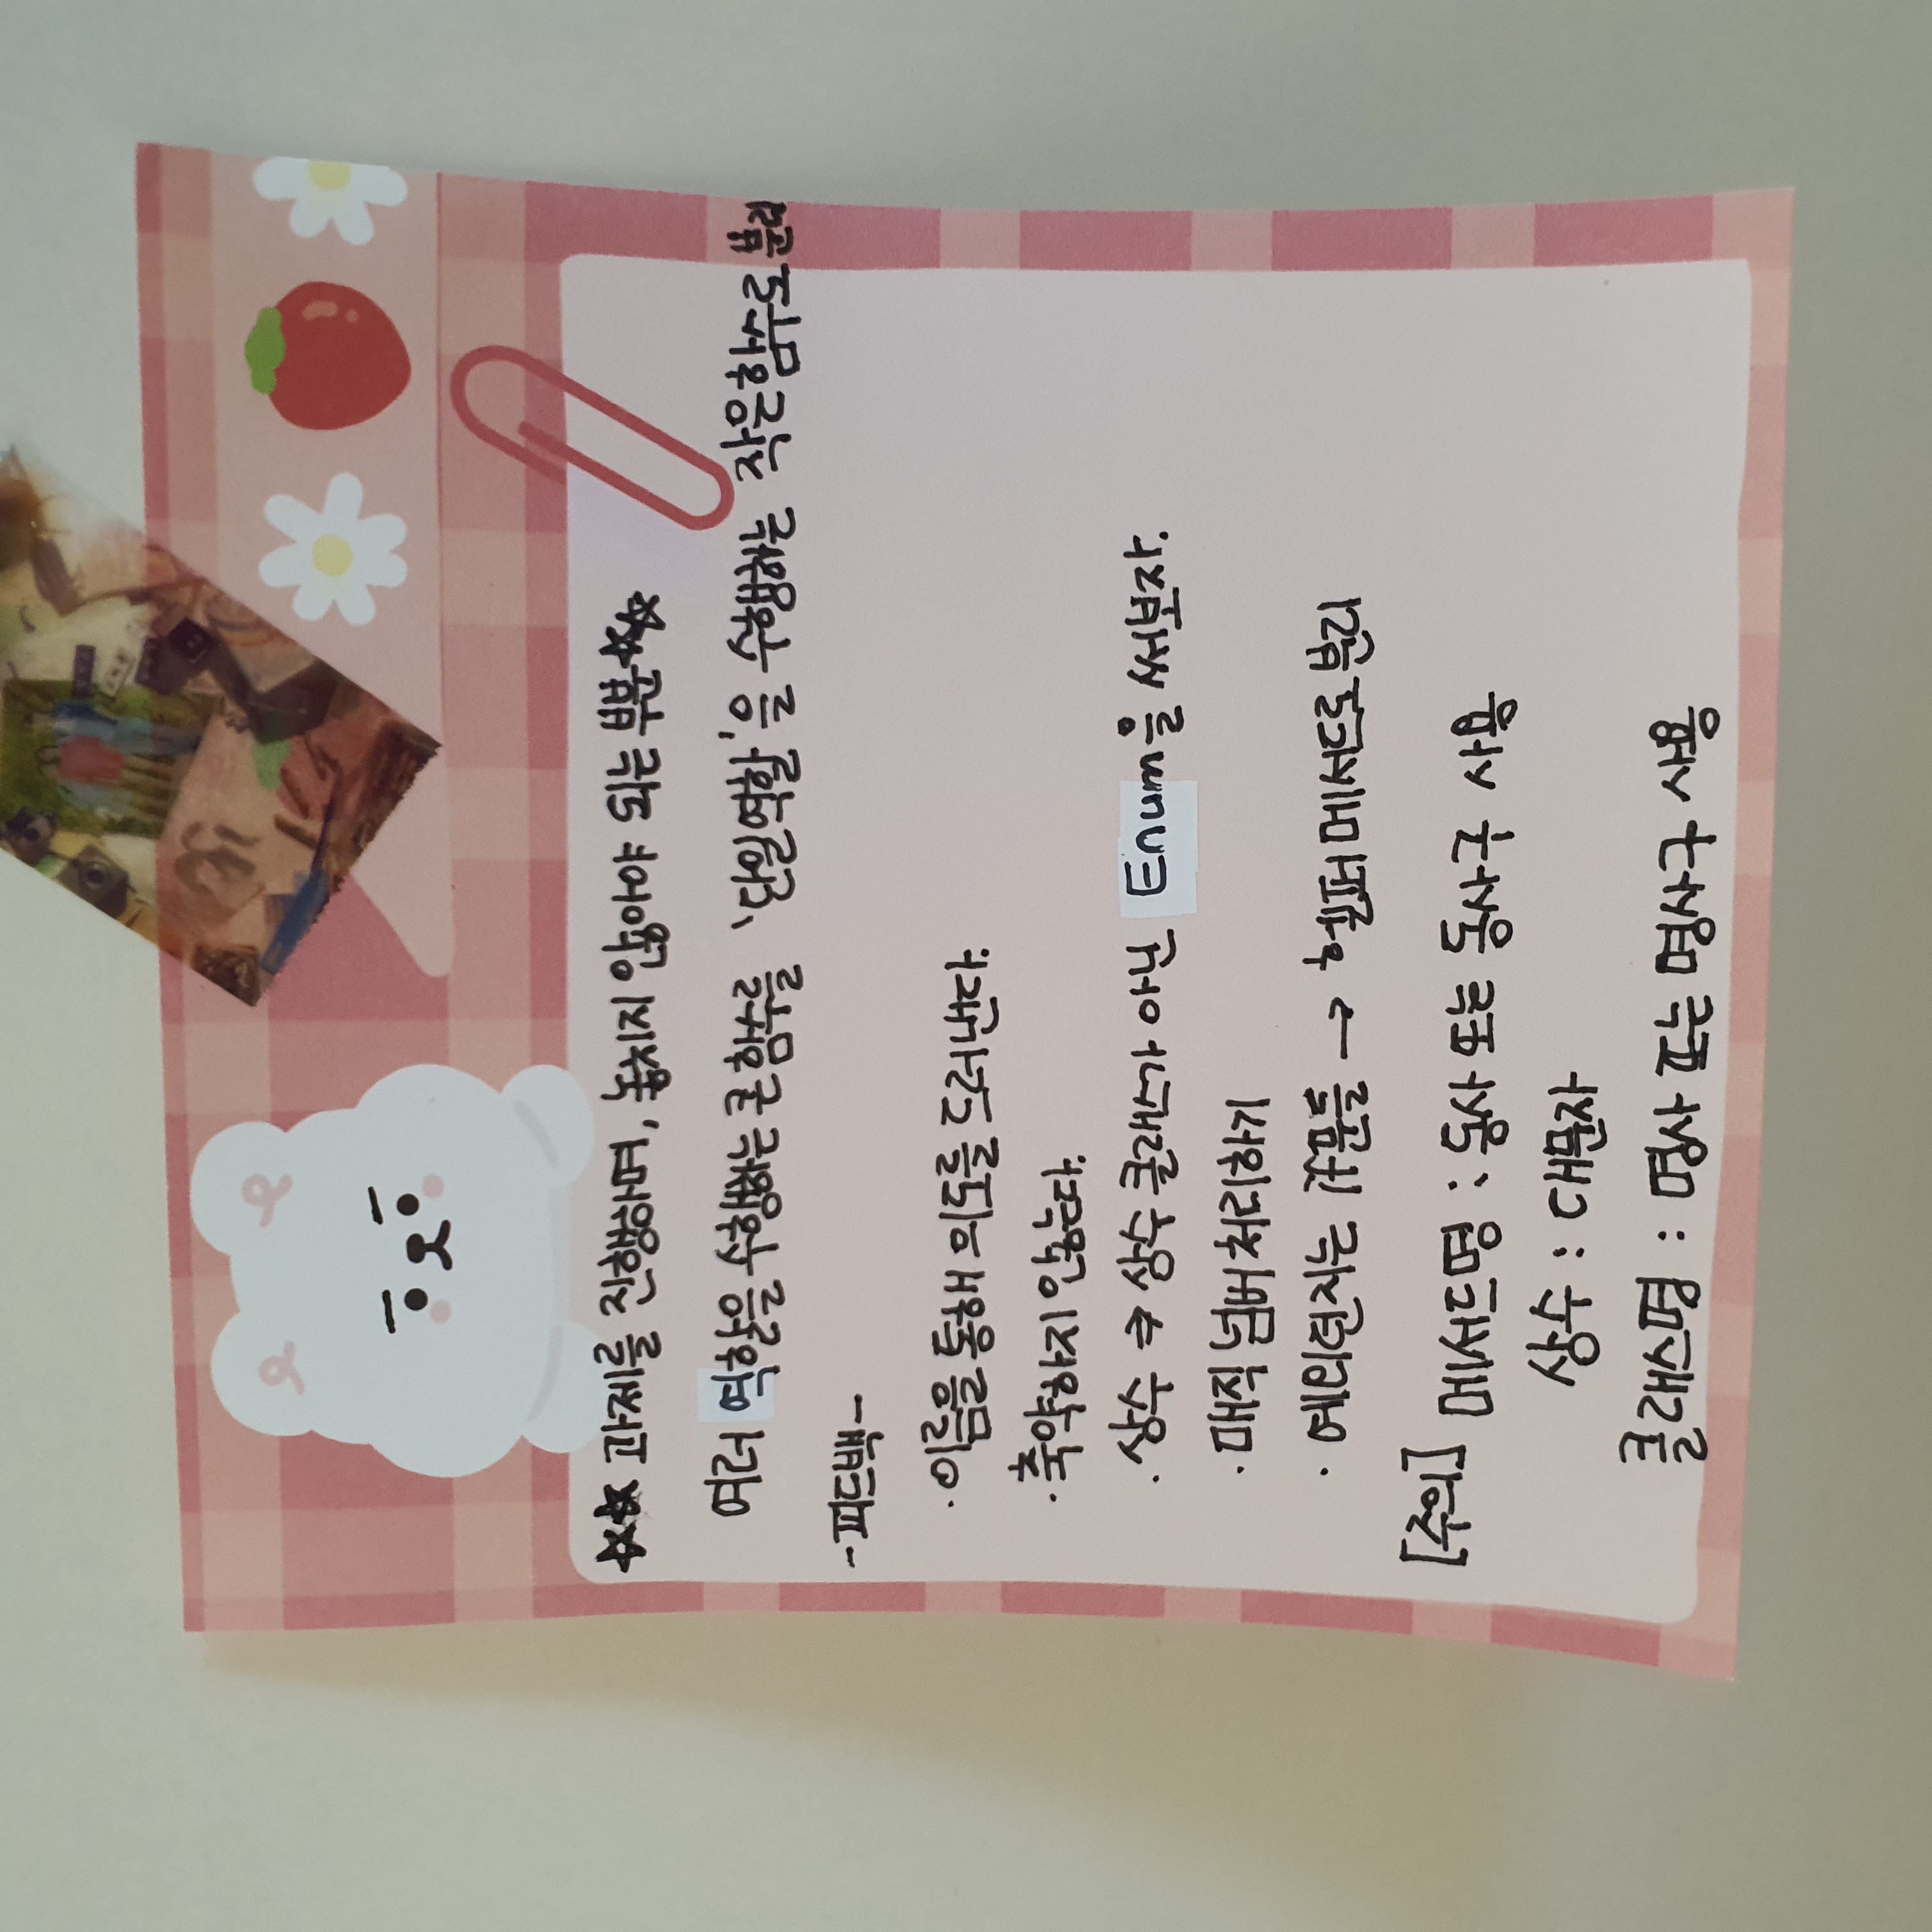 ☆☆ 과제를 진행하며, 놓치지 않아야 되는 부분☆☆
여러 역할을 수행하는 큰 함수를 '단일역할'을 수행하는 작은함수로 분리
-피드백-
· 이름을 통해 의도를 드러낸다.
· 축약하지 않는다.
· 상수 ⇒ 상수 클래스가 아닌 Enum을 써보자.
· 매직 넘버 처리하기
· 예외던지는 if문들 → 헬퍼 메서드로 분리
[주의] 메서드명 : 동사 또는 동사구 사용
상수 : 대문자
클래스명 : 명사 또는 명사구 사용